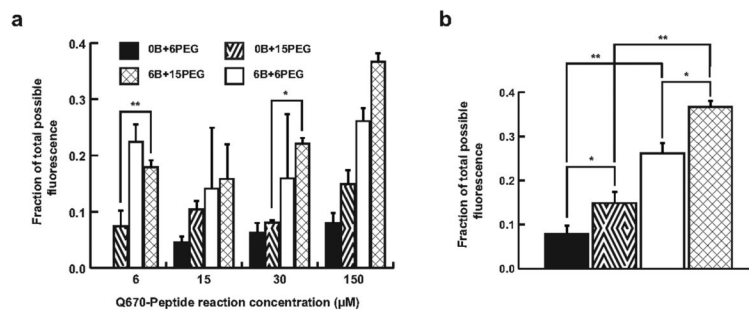 a
Fraction of total possible
fluorescence
0.4
0.3
0.2
0.1
0.0
0B+6PEG
0B+15PEG
6B+15PEG
6B+6PEG
**
*
6
15
30
150
Q670-Peptide reaction concentration (µM)
b
Fraction of total possible
fluorescence
0.4
0.3
0.2
0.1
0.0
**
**
*
*